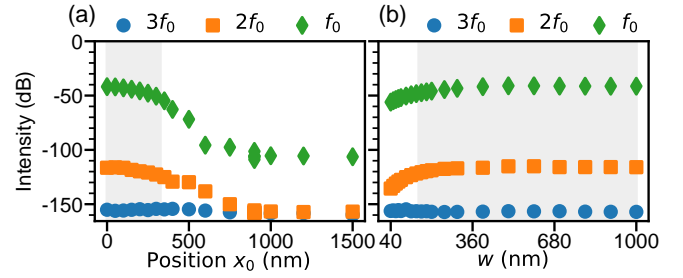 (a) 3f₀ 2f₀ f₀
(b) 3f₀ 2f₀ f₀
Intensity (dB)
0
-50
-100
-150
0 500 1000 1500
Position x₀ (nm)
40 360 680 1000
w (nm)